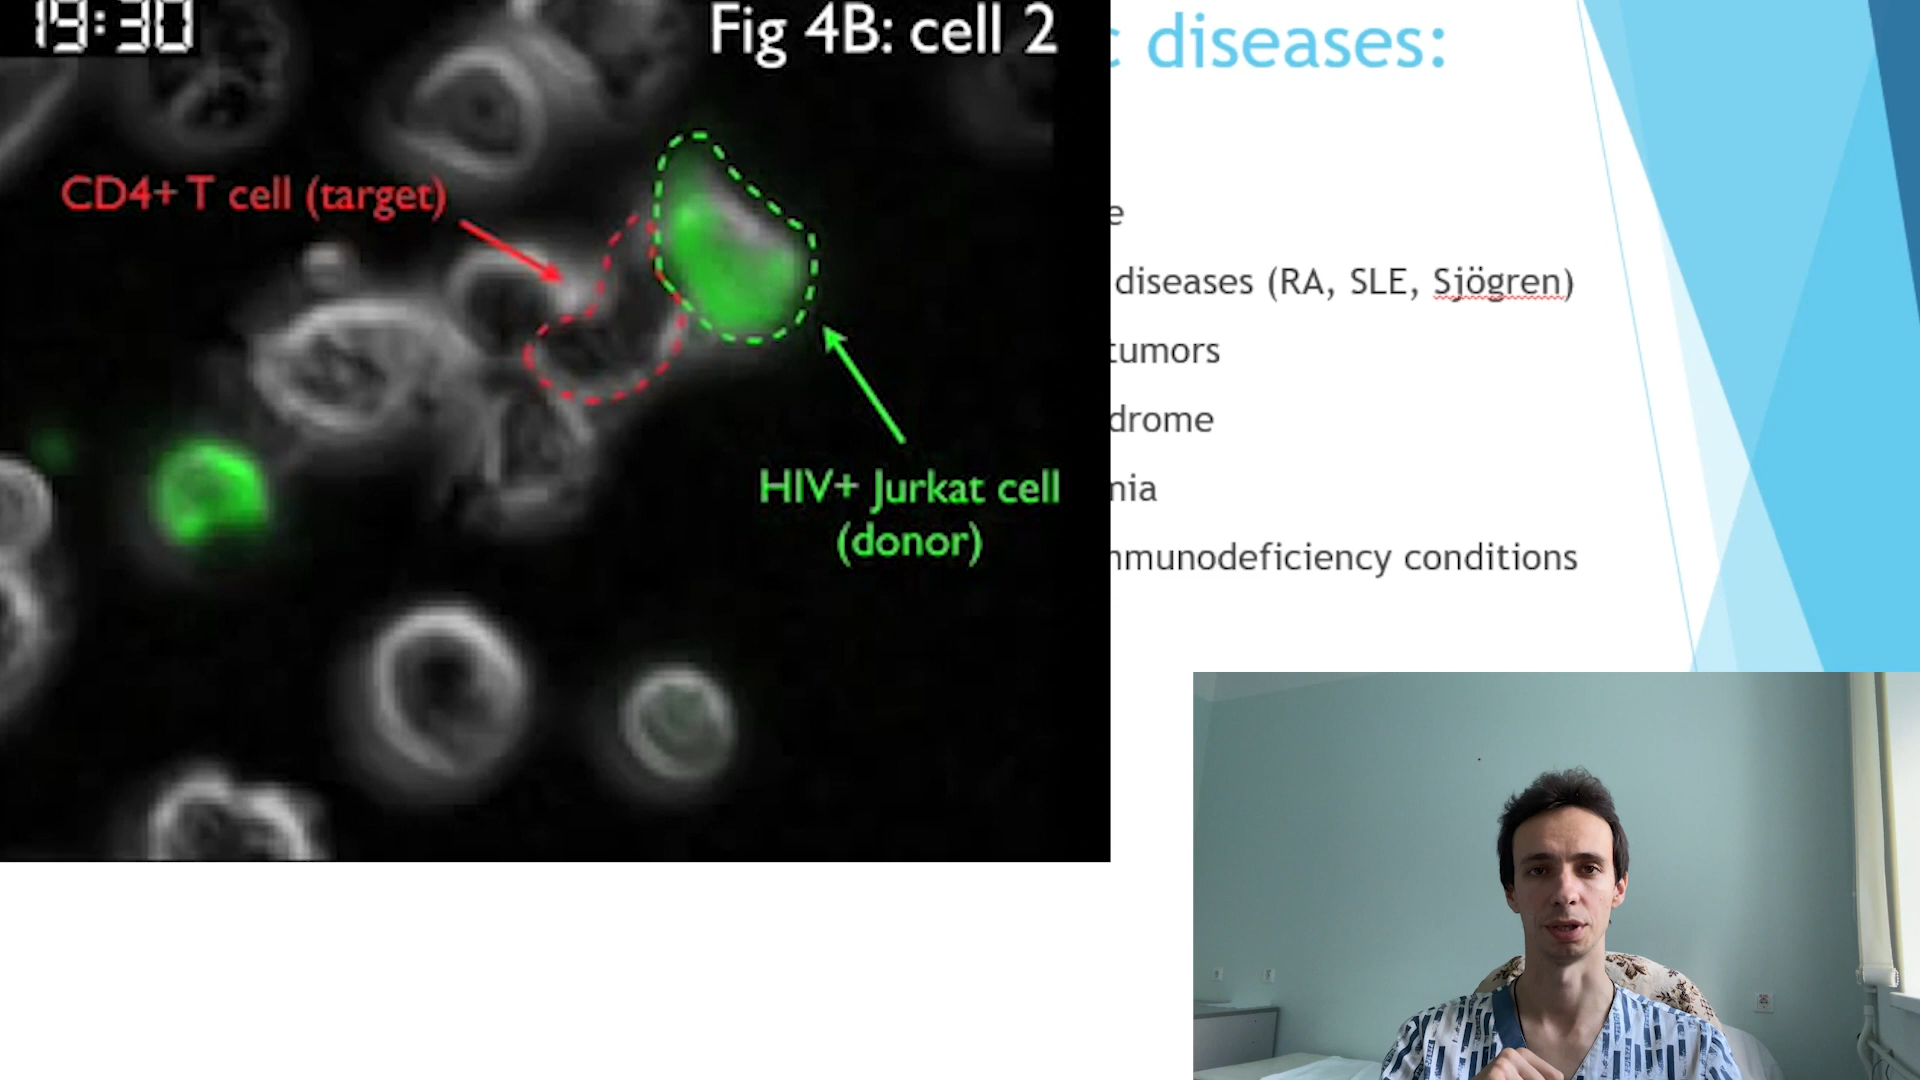 19:30
Fig 4B: cell 2
CD4+ T cell (target)
HIV+ Jurkat cell
(donor)
diseases:
diseases (RA, SLE, Sjögren)
tumors
drome
nia
mmunodeficiency conditions